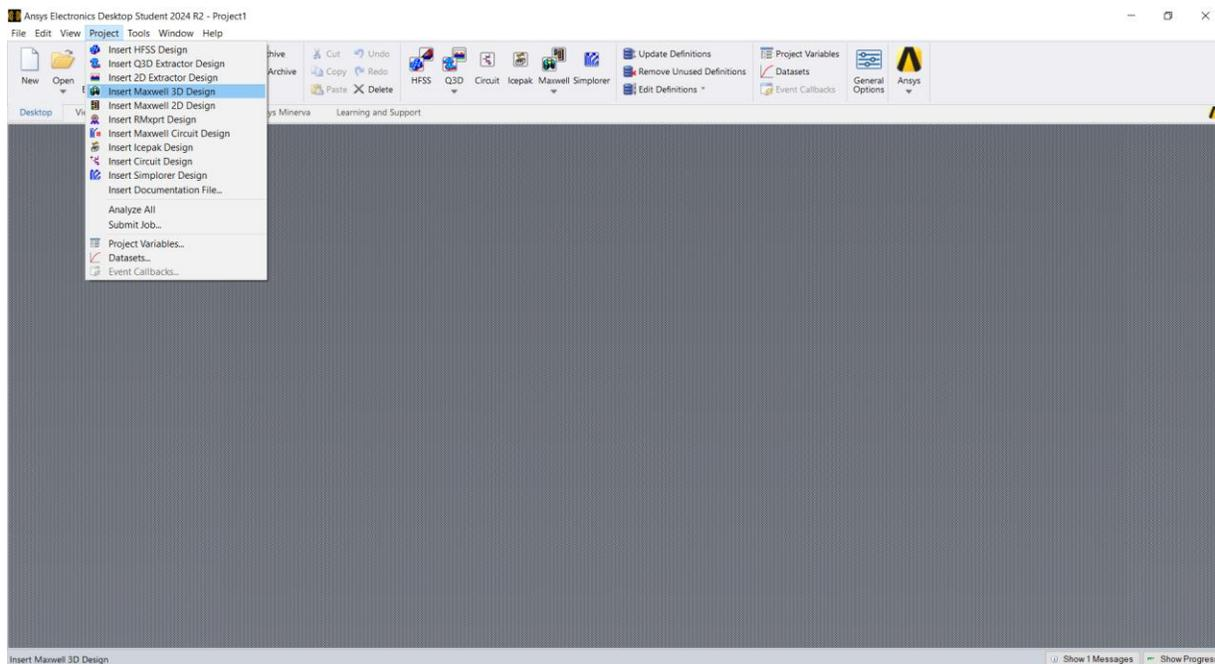 Ansys Electronics Desktop Student 2024 R2 - Project1
File Edit View Project Tools Window Help
Insert HFSS Design
Insert Q3D Extractor Design
Insert 2D Extractor Design
Insert Maxwell 3D Design
Insert Maxwell 2D Design
Insert RMxprt Design
Insert Maxwell Circuit Design
Insert Icepak Design
Insert Circuit Design
Insert Simplorer Design
Insert Documentation File...
Analyze All
Submit Job...
Project Variables...
Datasets...
Event Callbacks...
New Open
Cut Undo
Archive Copy Redo
Paste Delete
HFSS Q3D Circuit Icepak Maxwell Simplorer
Update Definitions
Remove Unused Definitions
Edit Definitions
Project Variables
Datasets
Event Callbacks
General Options
Ansys
Desktop Learning and Support
Minerva
Insert Maxwell 3D Design
Show 1 Messages Show Progres